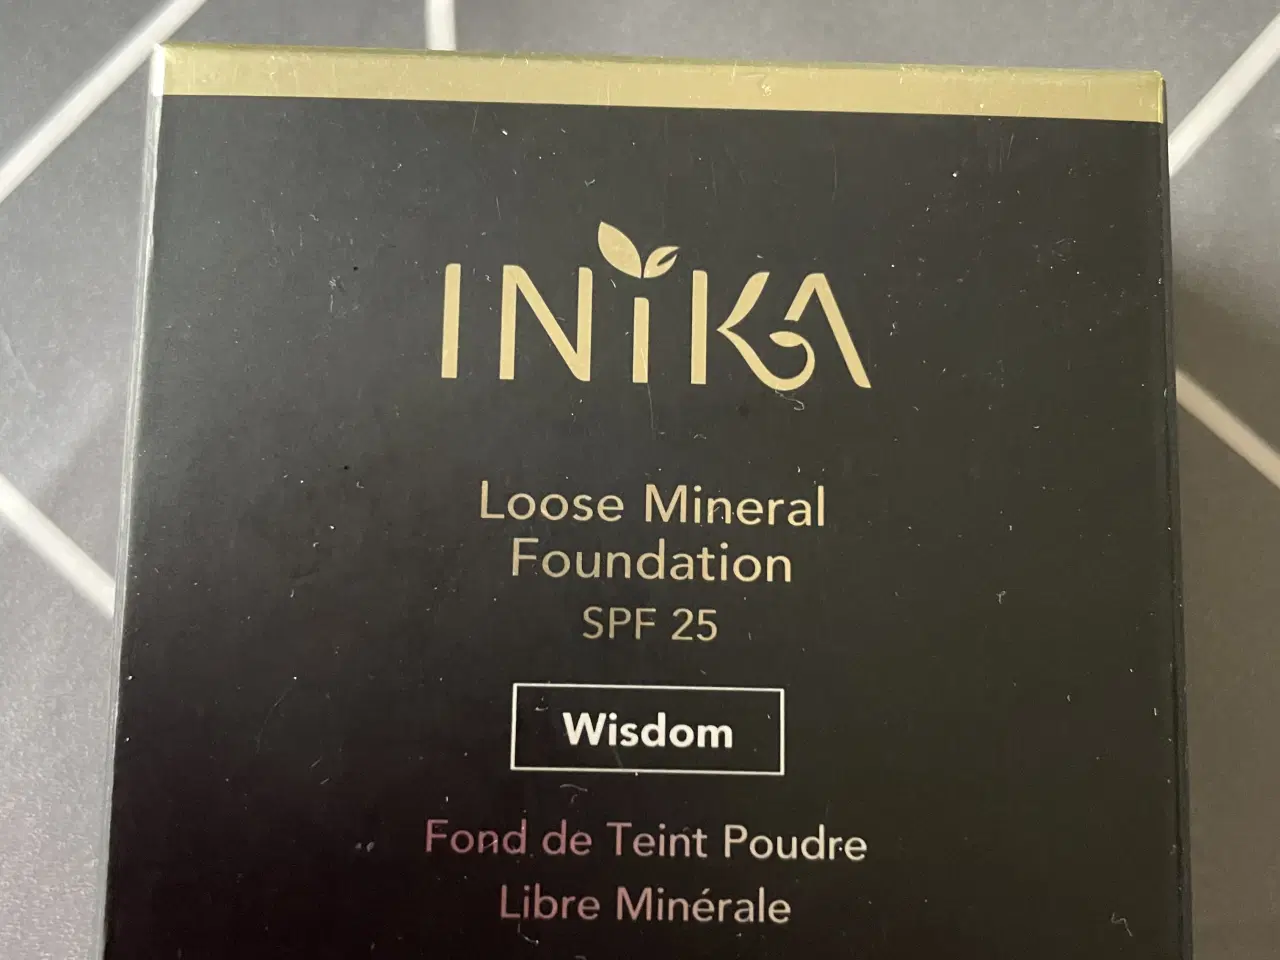 INiKA
Loose Mineral
Foundation
SPF 25
Wisdom
Fond de Teint Poudre
Libre Minérale